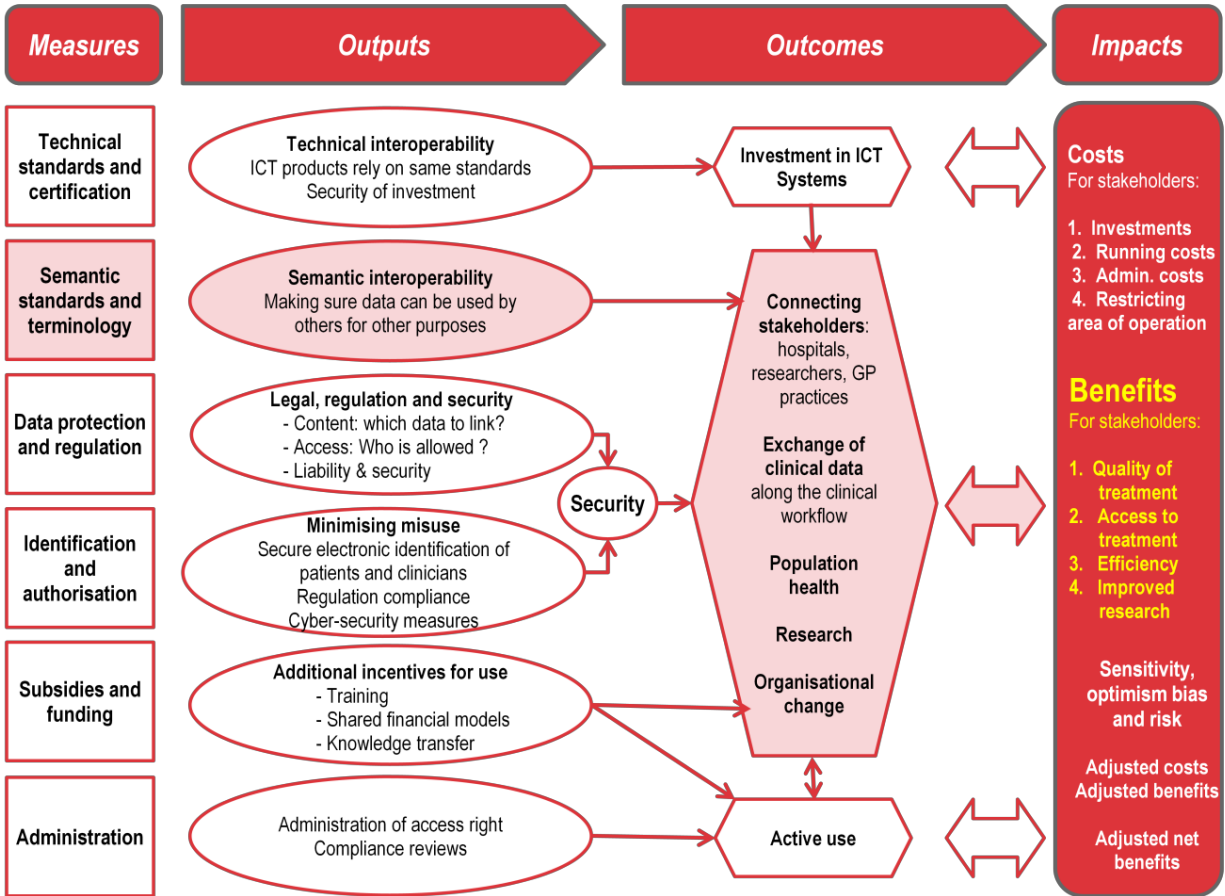 Measures
Outputs
Outcomes
Impacts
Technical
standards and
certification
Technical interoperability
ICT products rely on same standards
Security of investment
Investment in ICT
Systems
Semantic
standards and
terminology
Semantic interoperability
Making sure data can be used by
others for other purposes
Data protection
and regulation
Legal, regulation and security
- Content: which data to link?
- Access: Who is allowed ?
- Liability & security
Security
Identification
and
authorisation
Minimising misuse
Secure electronic identification of
patients and clinicians
Regulation compliance
Cyber-security measures
Subsidies and
funding
Additional incentives for use
- Training
- Shared financial models
- Knowledge transfer
Administration
Administration of access right
Compliance reviews
Connecting
stakeholders:
hospitals,
researchers, GP
practices
Exchange of
clinical data
along the clinical
workflow
Population
health
Research
Organisational
change
Active use
Costs
For stakeholders:
1. Investments
2. Running costs
3. Admin. costs
4. Restricting
area of operation
Benefits
For stakeholders:
1. Quality of
treatment
2. Access to
treatment
3. Efficiency
4. Improved
research
Sensitivity,
optimism bias
and risk
Adjusted costs
Adjusted benefits
Adjusted net
benefits